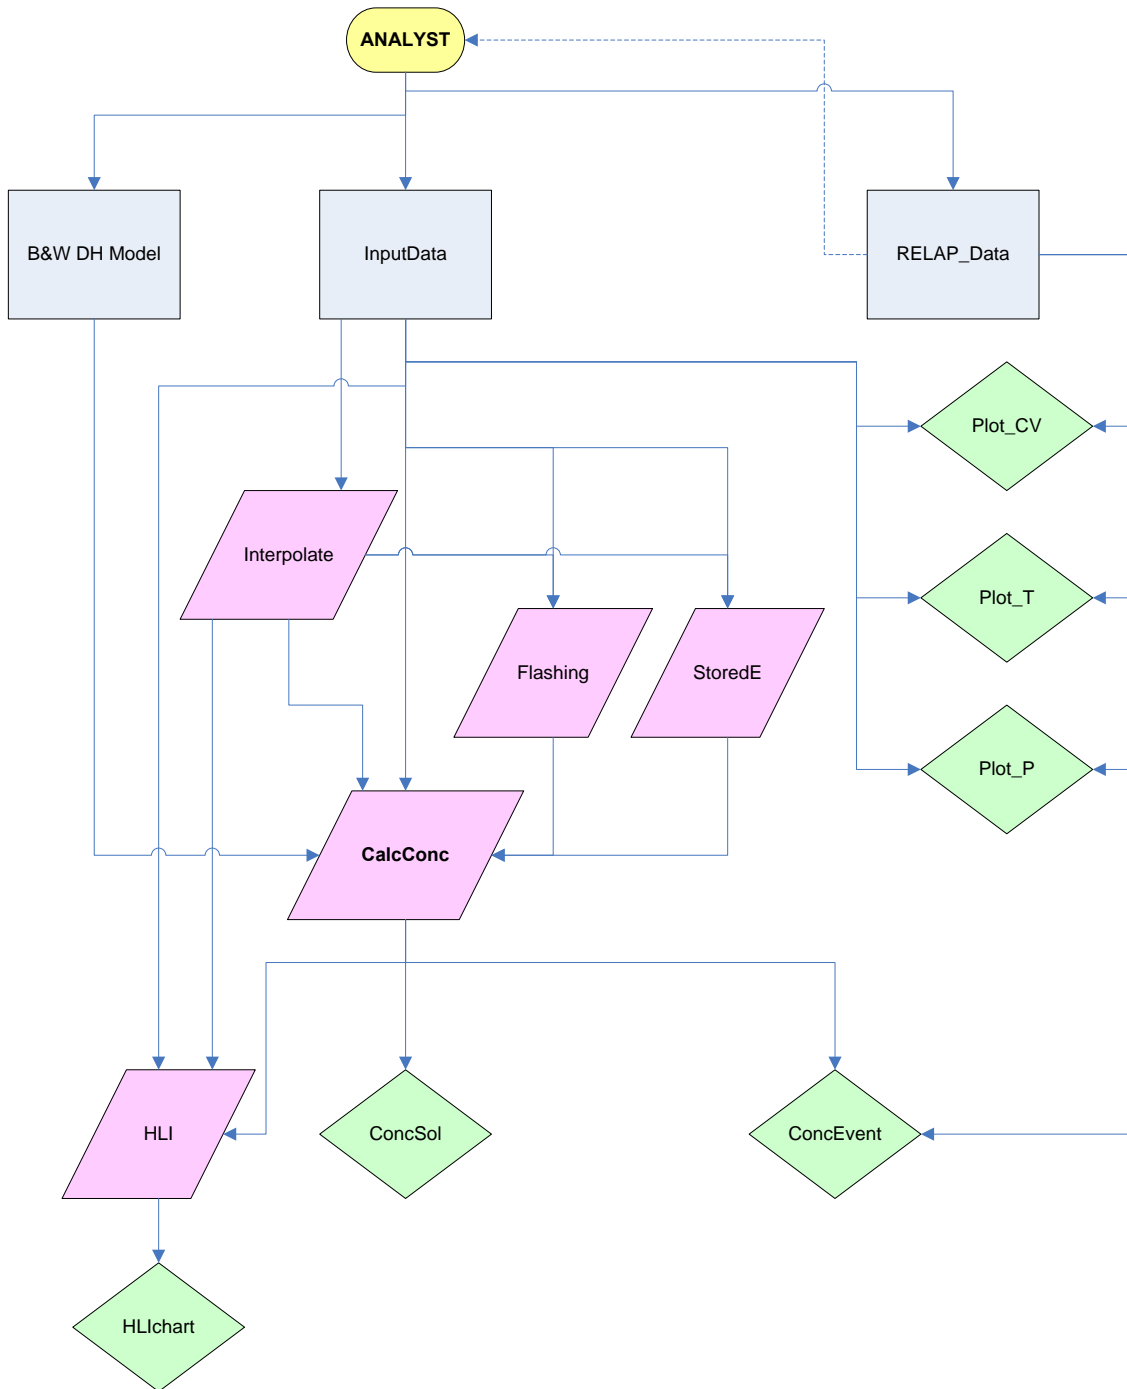 ANALYST
B&W DH Model
InputData
RELAP_Data
Plot_CV
Interpolate
Plot_T
Flashing
StoredE
Plot_P
CalcConc
HLI
ConcSol
ConcEvent
HLIchart